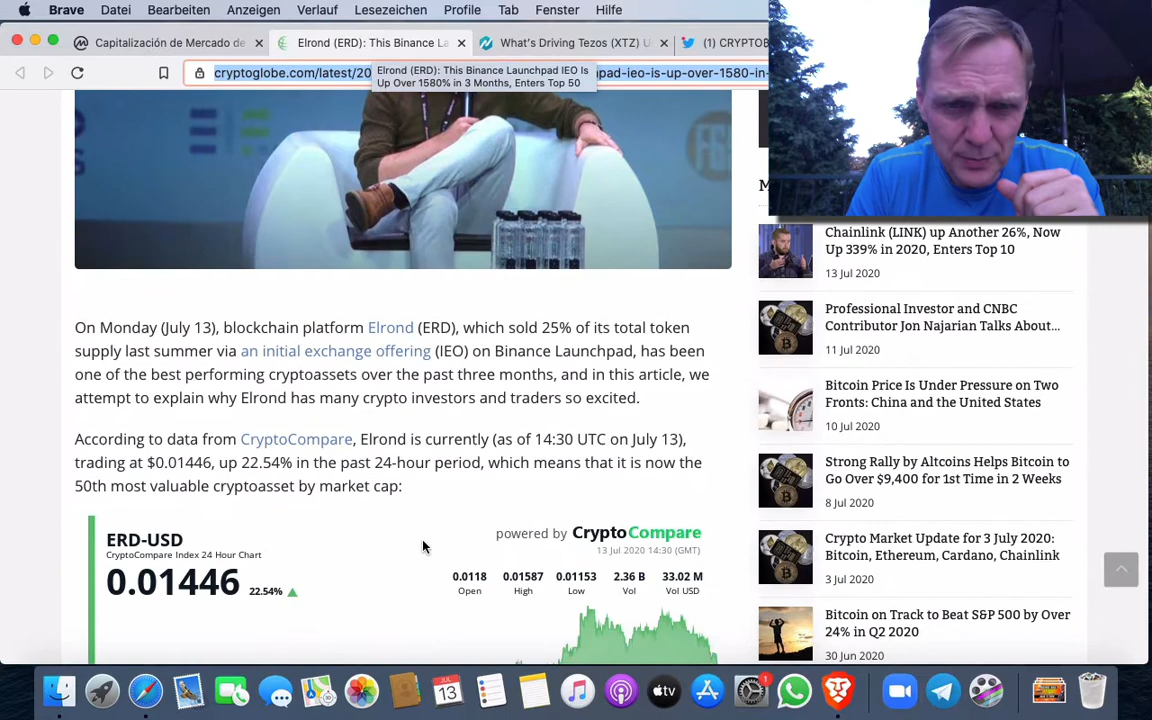 Brave Datei Bearbeiten Anzeigen Verlauf Lesezeichen Profile Tab Fenster Hilfe
Capitalización de Mercado de
Elrond (ERD): This Binance La
What's Driving Tezos (XTZ) U
(1) CRYPTOB
cryptoglobe.com/latest/20
pad-ieo-is-up-over-1580-in-
Elrond (ERD): This Binance Launchpad IEO Is
Up Over 1580% in 3 Months, Enters Top 50
On Monday (July 13), blockchain platform Elrond (ERD), which sold 25% of its total token
supply last summer via an initial exchange offering (IEO) on Binance Launchpad, has been
one of the best performing cryptoassets over the past three months, and in this article, we
attempt to explain why Elrond has many crypto investors and traders so excited.
According to data from CryptoCompare, Elrond is currently (as of 14:30 UTC on July 13),
trading at $0.01446, up 22.54% in the past 24-hour period, which means that it is now the
50th most valuable cryptoasset by market cap:
ERD-USD
CryptoCompare Index 24 Hour Chart
0.01446 22.54%
powered by CryptoCompare
13 Jul 2020 14:30 (GMT)
0.0118 0.01587 0.01153 2.36 B 33.02 M
Open High Low Vol Vol USD
M
Chainlink (LINK) up Another 26%, Now
Up 339% in 2020, Enters Top 10
13 Jul 2020
Professional Investor and CNBC
Contributor Jon Najarian Talks About...
11 Jul 2020
Bitcoin Price Is Under Pressure on Two
Fronts: China and the United States
10 Jul 2020
Strong Rally by Altcoins Helps Bitcoin to
Go Over $9,400 for 1st Time in 2 Weeks
8 Jul 2020
Crypto Market Update for 3 July 2020:
Bitcoin, Ethereum, Cardano, Chainlink
3 Jul 2020
Bitcoin on Track to Beat S&P 500 by Over
24% in Q2 2020
30 Jun 2020
JUL
13
tv
1